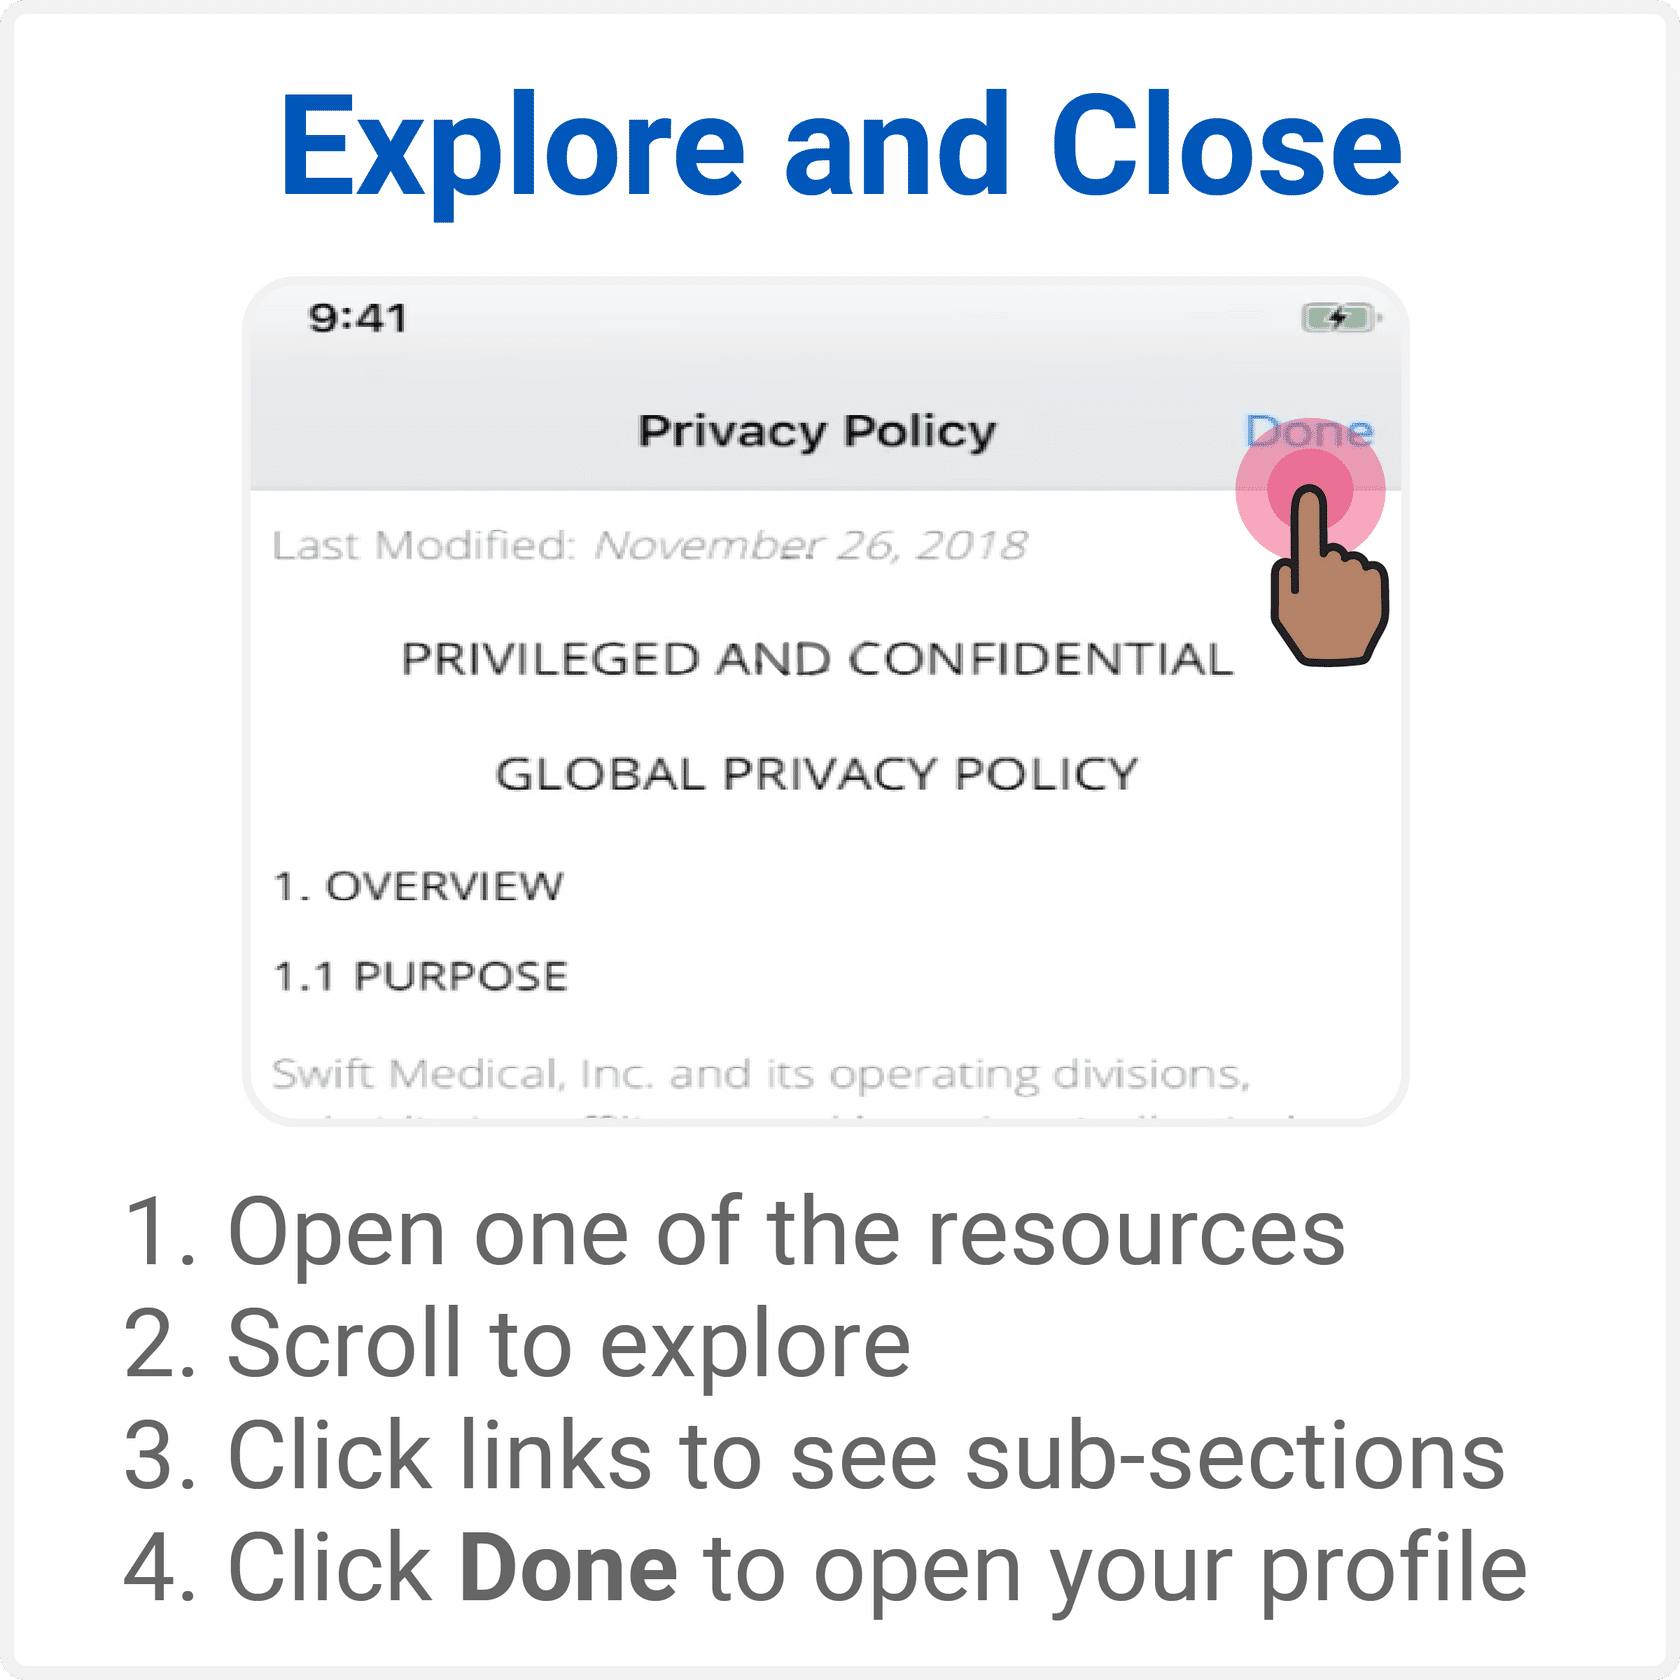 Explore and Close
9:41
Privacy Policy
Done
Last Modified: November 26, 2018
PRIVILEGED AND CONFIDENTIAL
GLOBAL PRIVACY POLICY
1. OVERVIEW
1.1 PURPOSE
Swift Medical, Inc. and its operating divisions,
1. Open one of the resources
2. Scroll to explore
3. Click links to see sub-sections
4. Click Done to open your profile